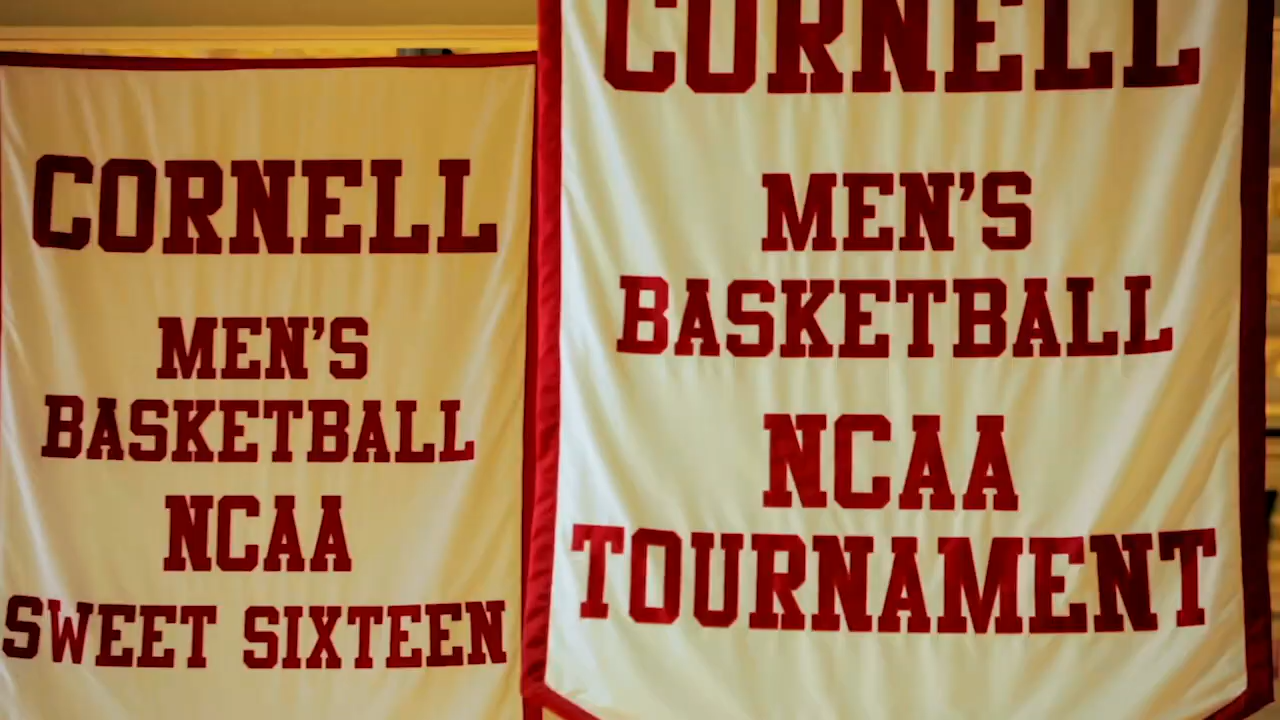 CORNELL
MEN'S
BASKETBALL
NCAA
SWEET SIXTEEN
CORNELL
MEN'S
BASKETBALL
NCAA
TOURNAMENT